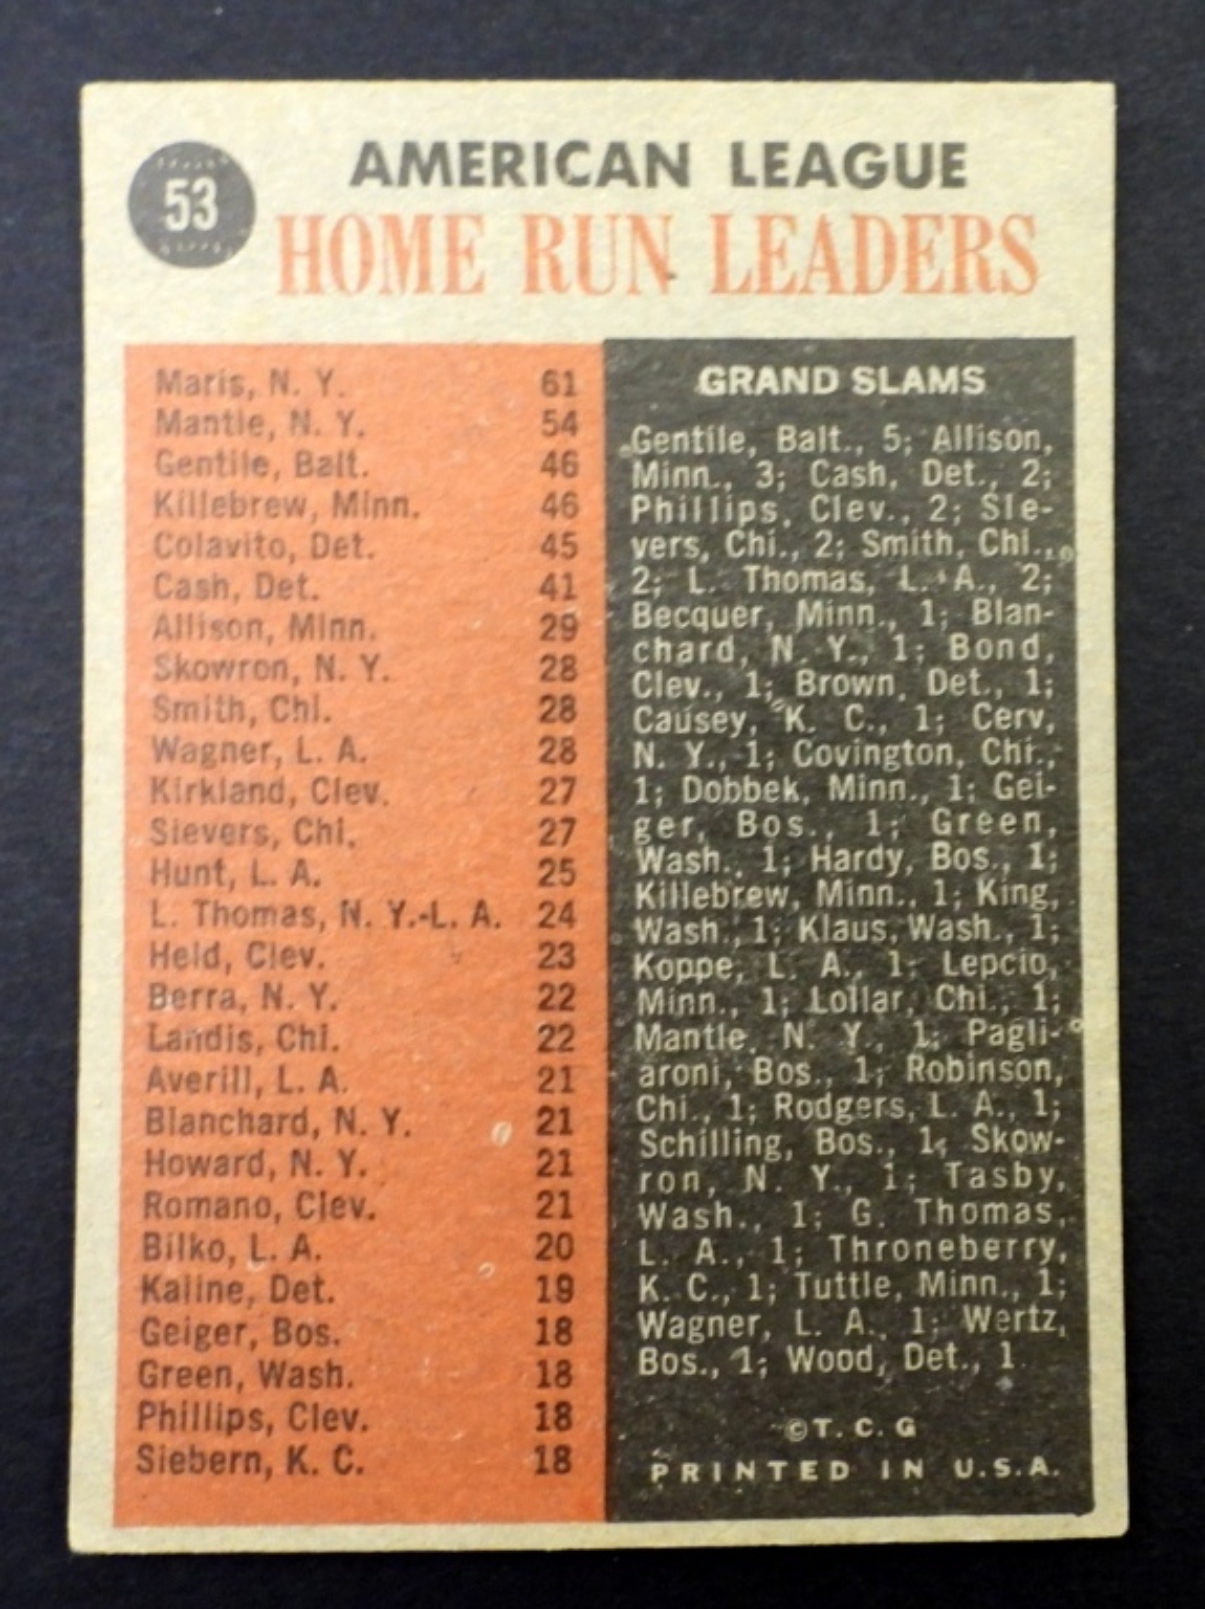 53
AMERICAN LEAGUE
HOME RUN LEADERS
Maris, N. Y. 61
Mantle, N. Y. 54
Gentile, Balt. 46
Killebrew, Minn. 46
Colavito, Det. 45
Cash, Det. 41
Allison, Minn. 29
Skowron, N. Y. 28
Smith, Chi. 28
Wagner, L. A. 28
Kirkland, Clev. 27
Sievers, Chi. 27
Hunt, L. A. 25
L. Thomas, N. Y.-L. A. 24
Held, Clev. 23
Berra, N. Y. 22
Landis, Chi. 22
Averill, L. A. 21
Blanchard, N. Y. 21
Howard, N. Y. 21
Romano, Clev. 21
Bilko, L. A. 20
Kaline, Det. 19
Geiger, Bos. 18
Green, Wash. 18
Phillips, Clev. 18
Siebern, K. C. 18
GRAND SLAMS
Gentile, Balt., 5; Allison,
Minn., 3; Cash, Det., 2;
Phillips, Clev., 2; Sie-
vers, Chi., 2; Smith, Chi.,
2; L. Thomas, L. A., 2;
Becquer, Minn., 1; Blan-
chard, N. Y., 1; Bond,
Clev., 1; Brown, Det., 1;
Causey, K. C., 1; Cerv,
N. Y., 1; Covington, Chi.,
1; Dobbek, Minn., 1; Gei-
ger, Bos., 1; Green,
Wash., 1; Hardy, Bos., 1;
Killebrew, Minn., 1; King,
Wash., 1; Klaus, Wash., 1;
Koppe, L. A., 1; Lepcio,
Minn., 1; Lollar, Chi., 1;
Mantle, N. Y., 1; Pagli-
aroni, Bos., 1; Robinson,
Chi., 1; Rodgers, L. A., 1;
Schilling, Bos., 1; Skow-
ron, N. Y., 1; Tasby,
Wash., 1; G. Thomas,
L. A., 1; Throneberry,
K. C., 1; Tuttle, Minn., 1;
Wagner, L. A., 1; Wertz,
Bos., 1; Wood, Det., 1.
©T. C. G
PRINTED IN U.S.A.